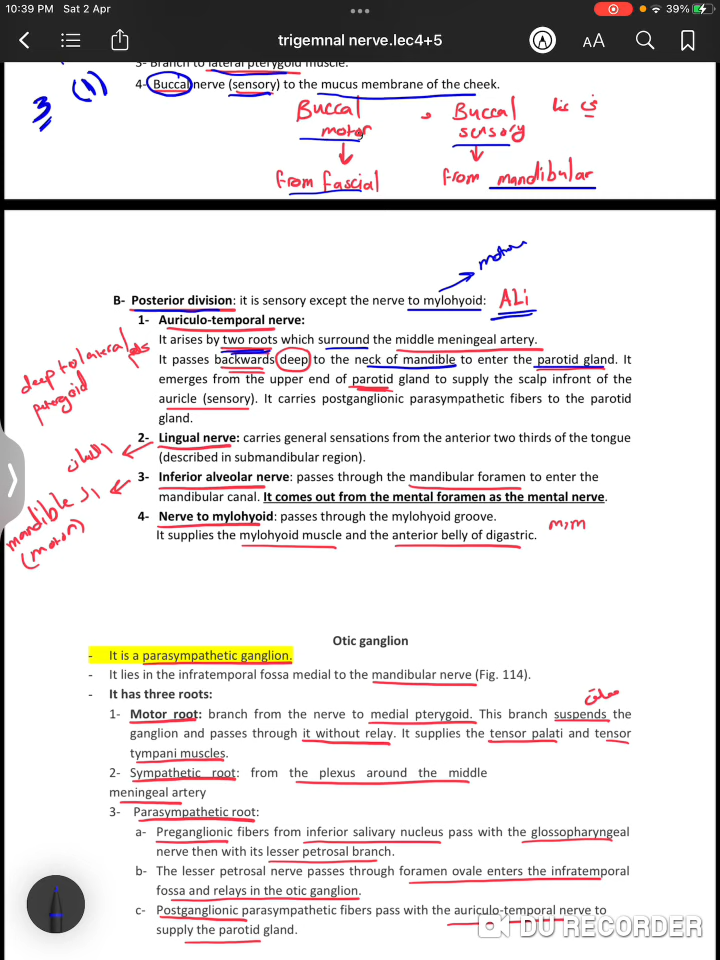 10:39 PM Sat 2 Apr
39%
trigemnal nerve.lec4+5
AA
3- Branch to lateral pterygoid muscle.
4- Buccal nerve (sensory) to the mucus membrane of the cheek.
3 (1)
Buccal motor
from fascial
Buccal sensory
from mandibular
motor
B- Posterior division: it is sensory except the nerve to mylohyoid:
ALi
1- Auriculo-temporal nerve:
It arises by two roots which surround the middle meningeal artery.
It passes backwards deep to the neck of mandible to enter the parotid gland. It
emerges from the upper end of parotid gland to supply the scalp infront of the
auricle (sensory). It carries postganglionic parasympathetic fibers to the parotid
gland.
deep to lateral
pterygoid
2- Lingual nerve: carries general sensations from the anterior two thirds of the tongue
(described in submandibular region).
اللسان
3- Inferior alveolar nerve: passes through the mandibular foramen to enter the
mandibular canal. It comes out from the mental foramen as the mental nerve.
mandible ال
(motor)
4- Nerve to mylohyoid: passes through the mylohyoid groove.
It supplies the mylohyoid muscle and the anterior belly of digastric.
Otic ganglion
- It is a parasympathetic ganglion.
- It lies in the infratemporal fossa medial to the mandibular nerve (Fig. 114).
- It has three roots:
1- Motor root: branch from the nerve to medial pterygoid. This branch suspends the
ganglion and passes through it without relay. It supplies the tensor palati and tensor
tympani muscles.
2- Sympathetic root: from the plexus around the middle
meningeal artery
3- Parasympathetic root:
a- Preganglionic fibers from inferior salivary nucleus pass with the glossopharyngeal
nerve then with its lesser petrosal branch.
b- The lesser petrosal nerve passes through foramen ovale enters the infratemporal
fossa and relays in the otic ganglion.
c- Postganglionic parasympathetic fibers pass with the auriculo-temporal nerve to
supply the parotid gland.
DU RECORDER